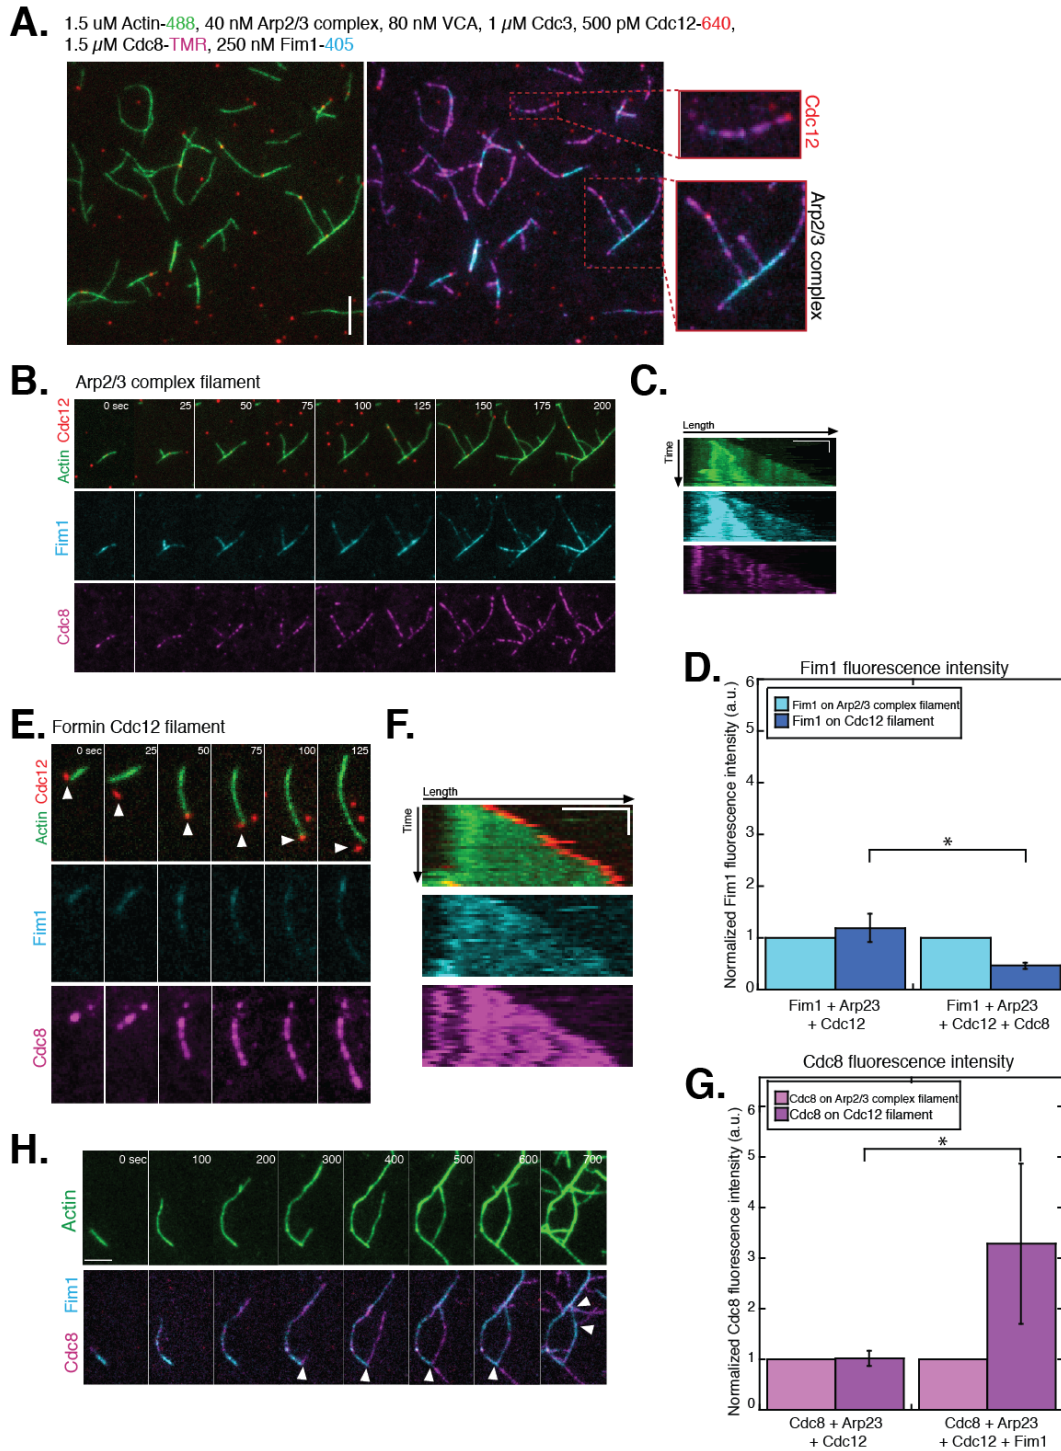 A.
1.5 uM Actin-488, 40 nM Arp2/3 complex, 80 nM VCA, 1 µM Cdc3, 500 pM Cdc12-640,
1.5 µM Cdc8-TMR, 250 nM Fim1-405
Cdc12
Arp2/3 complex
B.
Arp2/3 complex filament
Actin Cdc12
0 sec 25 50 75 100 125 150 175 200
Fim1
Cdc8
C.
Length
Time
D.
Fim1 fluorescence intensity
Normalized Fim1 fluorescence intensity (a.u.)
6
5
4
3
2
1
0
Fim1 on Arp2/3 complex filament
Fim1 on Cdc12 filament
*
Fim1 + Arp23
+ Cdc12
Fim1 + Arp23
+ Cdc12 + Cdc8
E.
Formin Cdc12 filament
Actin Cdc12
0 sec 25 50 75 100 125
Fim1
Cdc8
F.
Length
Time
G.
Cdc8 fluorescence intensity
Normalized Cdc8 fluorescence intensity (a.u.)
6
5
4
3
2
1
0
Cdc8 on Arp2/3 complex filament
Cdc8 on Cdc12 filament
*
Cdc8 + Arp23
+ Cdc12
Cdc8 + Arp23
+ Cdc12 + Fim1
H.
Actin
0 sec 100 200 300 400 500 600 700
Cdc8 Fim1